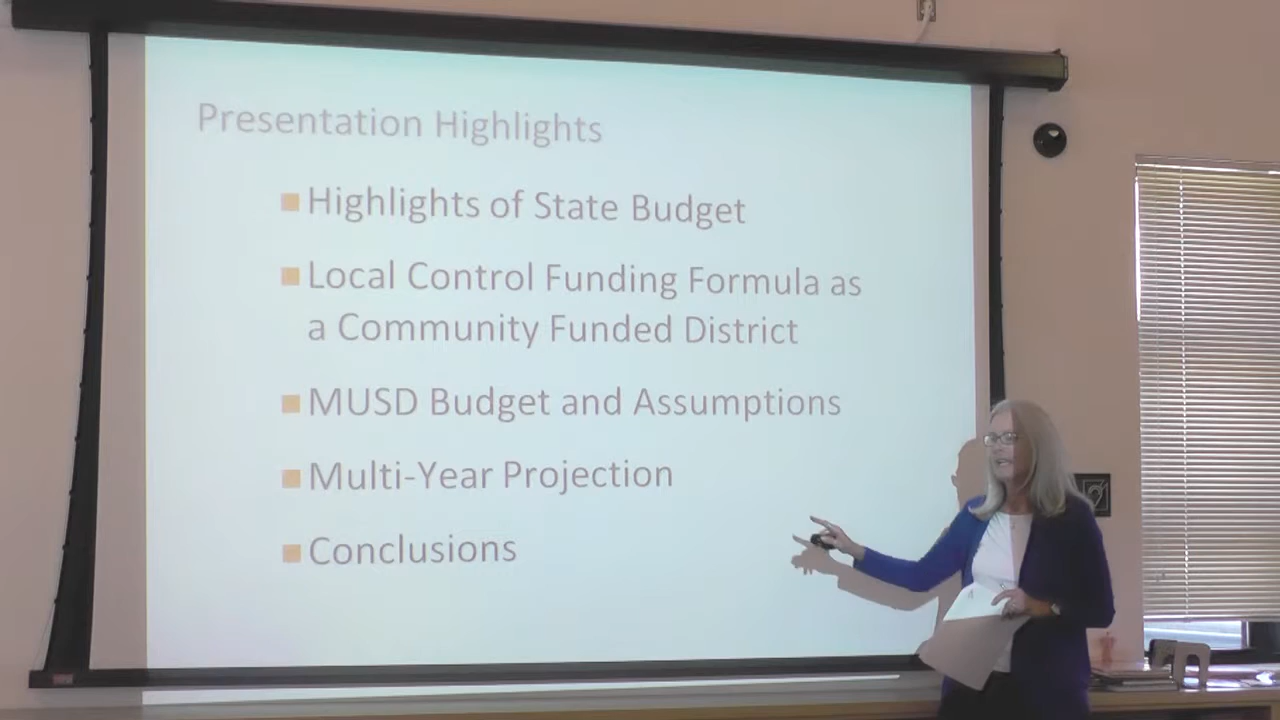 Presentation Highlights
Highlights of State Budget
Local Control Funding Formula as
a Community Funded District
MUSD Budget and Assumptions
Multi-Year Projection
Conclusions